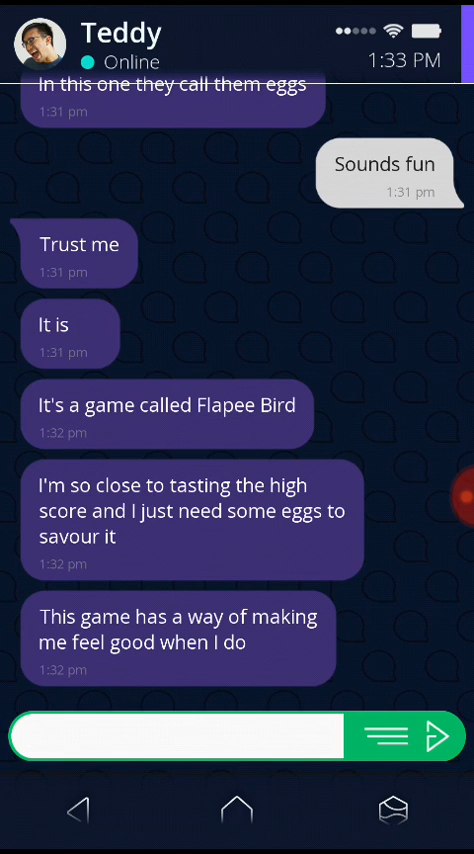 Teddy
Online
1:33 PM
In this one they call them eggs
1:31 pm
Sounds fun
1:31 pm
Trust me
1:31 pm
It is
1:31 pm
It's a game called Flapee Bird
1:32 pm
I'm so close to tasting the high
score and I just need some eggs to
savour it
1:32 pm
This game has a way of making
me feel good when I do
1:32 pm